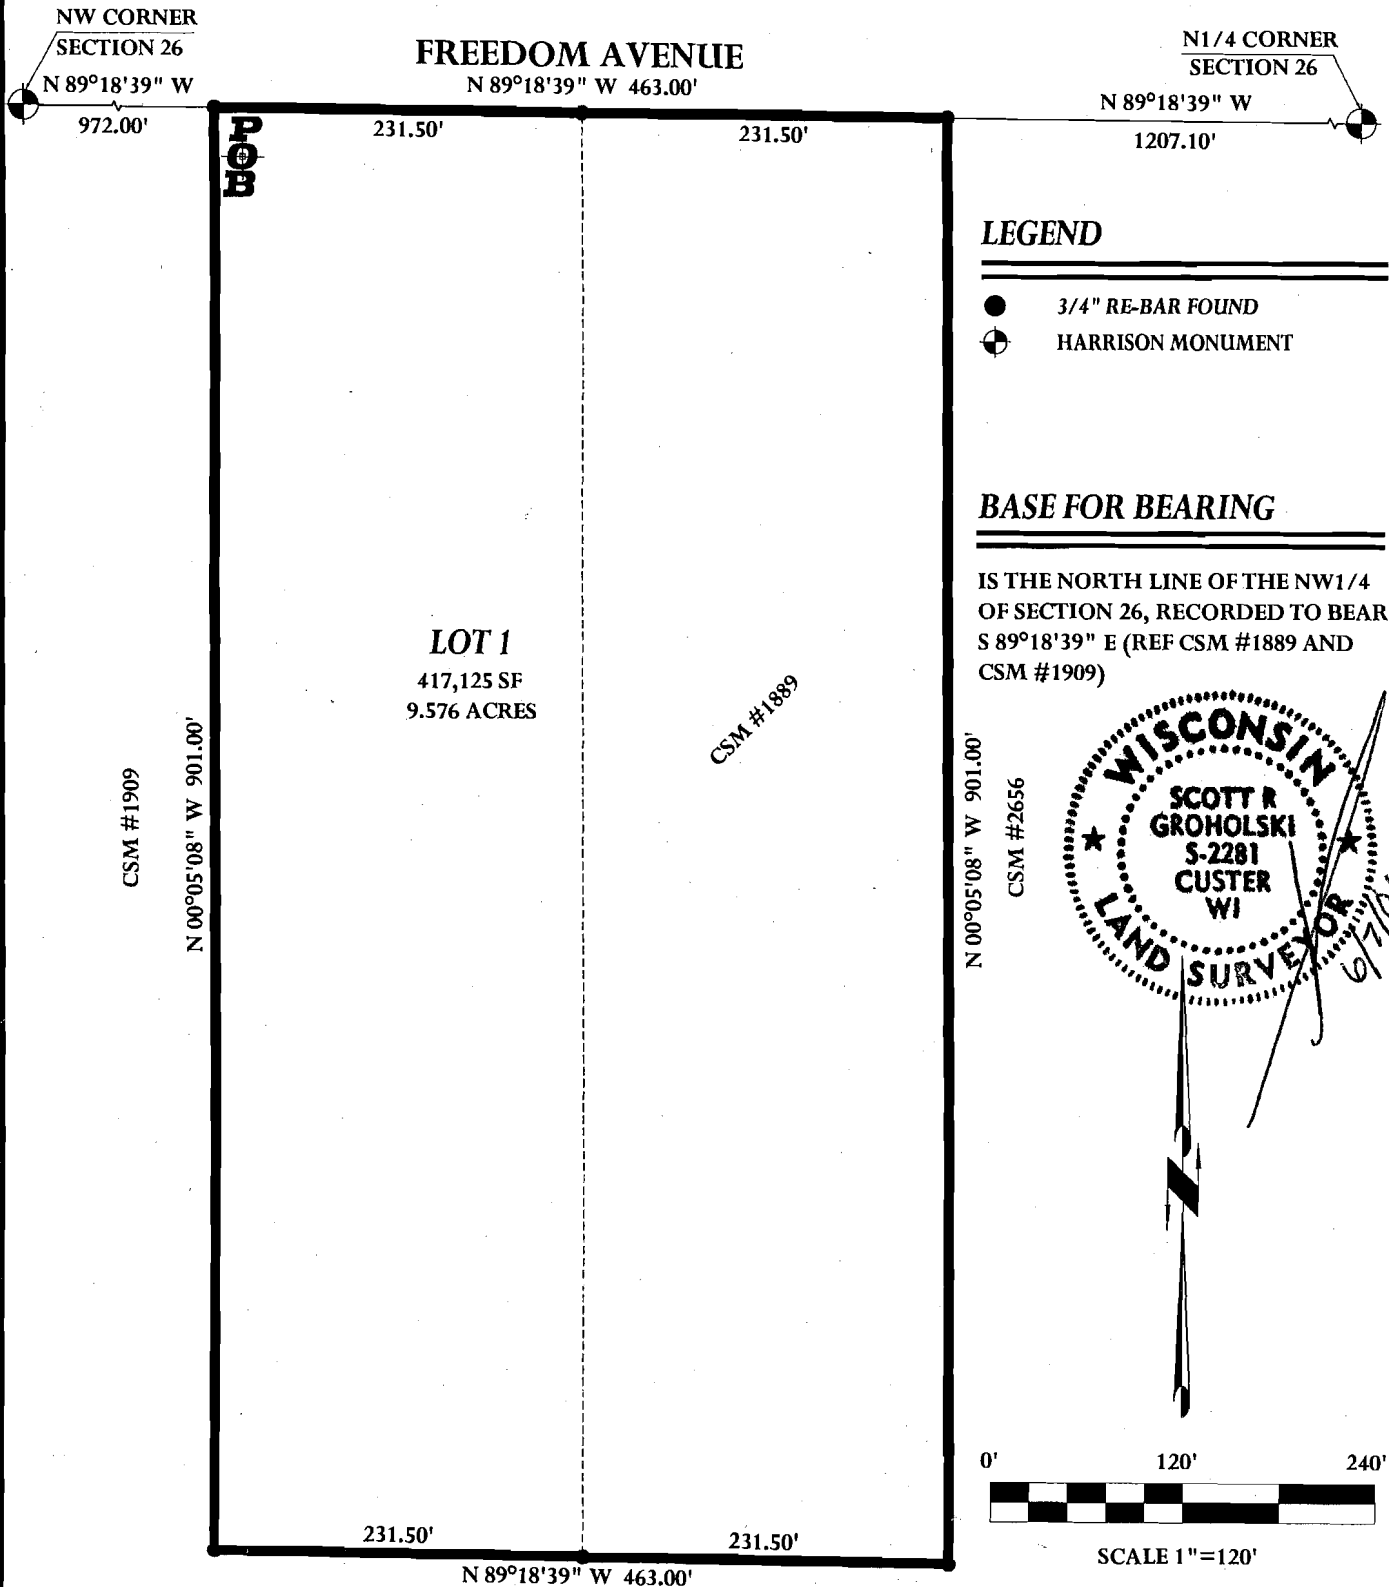 NW CORNER
SECTION 26
N 89°18'39" W
972.00'
FREEDOM AVENUE
N 89°18'39" W 463.00'
N1/4 CORNER
SECTION 26
N 89°18'39" W
1207.10'
231.50'
231.50'
POB
LEGEND
3/4" RE-BAR FOUND
HARRISON MONUMENT
BASE FOR BEARING
IS THE NORTH LINE OF THE NW1/4
OF SECTION 26, RECORDED TO BEAR
S 89°18'39" E (REF CSM #1889 AND
CSM #1909)
LOT 1
417,125 SF
9.576 ACRES
CSM #1889
CSM #1909
N 00°05'08" W 901.00'
N 00°05'08" W 901.00'
CSM #2656
WISCONSIN
SCOTT R
GROHOLSKI
S-2281
CUSTER
WI
LAND SURVEYOR
N
0' 120' 240'
SCALE 1"=120'
231.50'
231.50'
N 89°18'39" W 463.00'